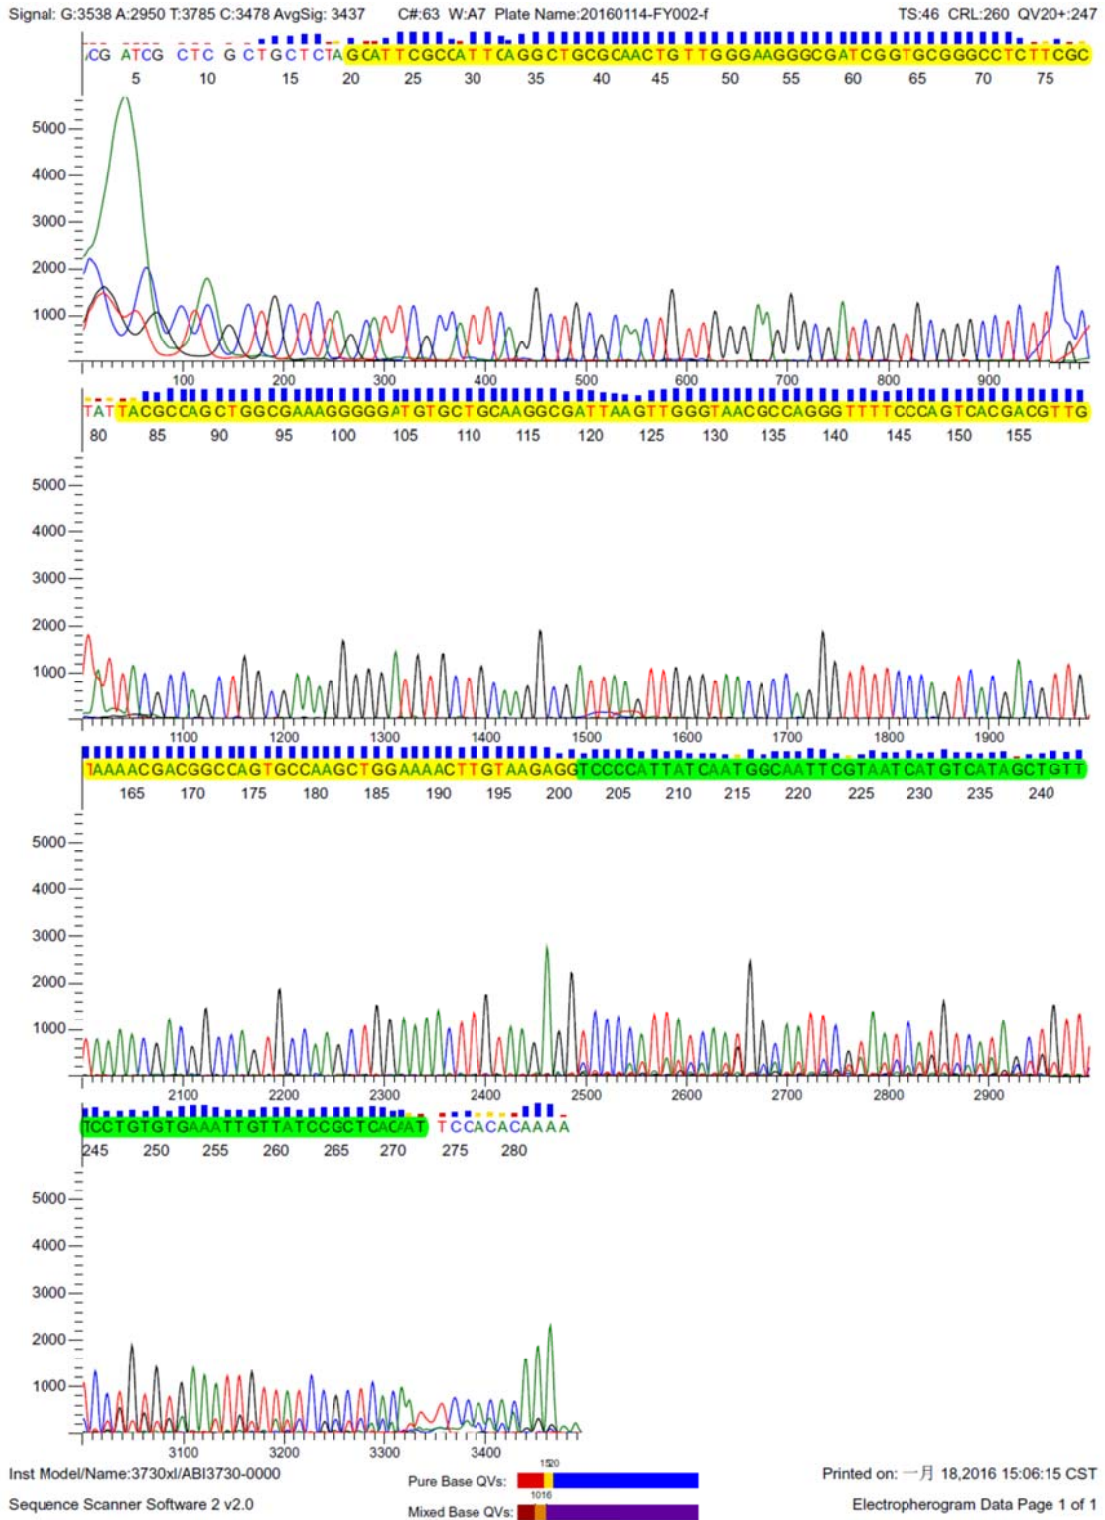 Signal: G:3538 A:2950 T:3785 C:3478 AvgSig: 3437 C#:63 W:A7 Plate Name:20160114-FY002-f TS:46 CRL:260 QV20+:247
CG ATCG CTC G CTGCTCTAGCATTCGCCATTCAGGCTGCGCAACTGTTGGGAAGGGCGATCGGTGCGGGCCTCTTCGC
5 10 15 20 25 30 35 40 45 50 55 60 65 70 75
5000
4000
3000
2000
1000
100 200 300 400 500 600 700 800 900
TATTACGCCAGCTGGCGAAAGGGGGATGTGCTGCAAGGCGATTAAGTTGGGTAACGCCAGGGTTTTCCCAGTCACGACGTTG
80 85 90 95 100 105 110 115 120 125 130 135 140 145 150 155
5000
4000
3000
2000
1000
1100 1200 1300 1400 1500 1600 1700 1800 1900
TAAAACGACGGCCAGTGCCAAGCTGGAAAACTTGTAAGAGGTCCCCATTATCAATGGCAATTCGTAATCATGTCATAGCTGTT
165 170 175 180 185 190 195 200 205 210 215 220 225 230 235 240
5000
4000
3000
2000
1000
2100 2200 2300 2400 2500 2600 2700 2800 2900
TCCTGTGTGAAATTGTTATCCGCTCACAAT TCCACACAAAA
245 250 255 260 265 270 275 280
5000
4000
3000
2000
1000
3100 3200 3300 3400
Inst Model/Name:3730xl/ABI3730-0000
Pure Base QVs:
1520
Printed on: 一月 18,2016 15:06:15 CST
Sequence Scanner Software 2 v2.0
Mixed Base QVs:
1016
Electropherogram Data Page 1 of 1